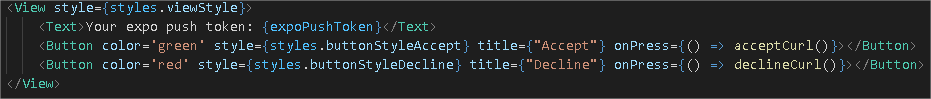 <View style={styles.viewStyle}>
<Text>Your expo push token: {expoPushToken}</Text>
<Button color='green' style={styles.buttonStyleAccept} title={"Accept"} onPress={() => acceptCurl()}></Button>
<Button color='red' style={styles.buttonStyleDecline} title={"Decline"} onPress={() => declineCurl()}></Button>
</View>